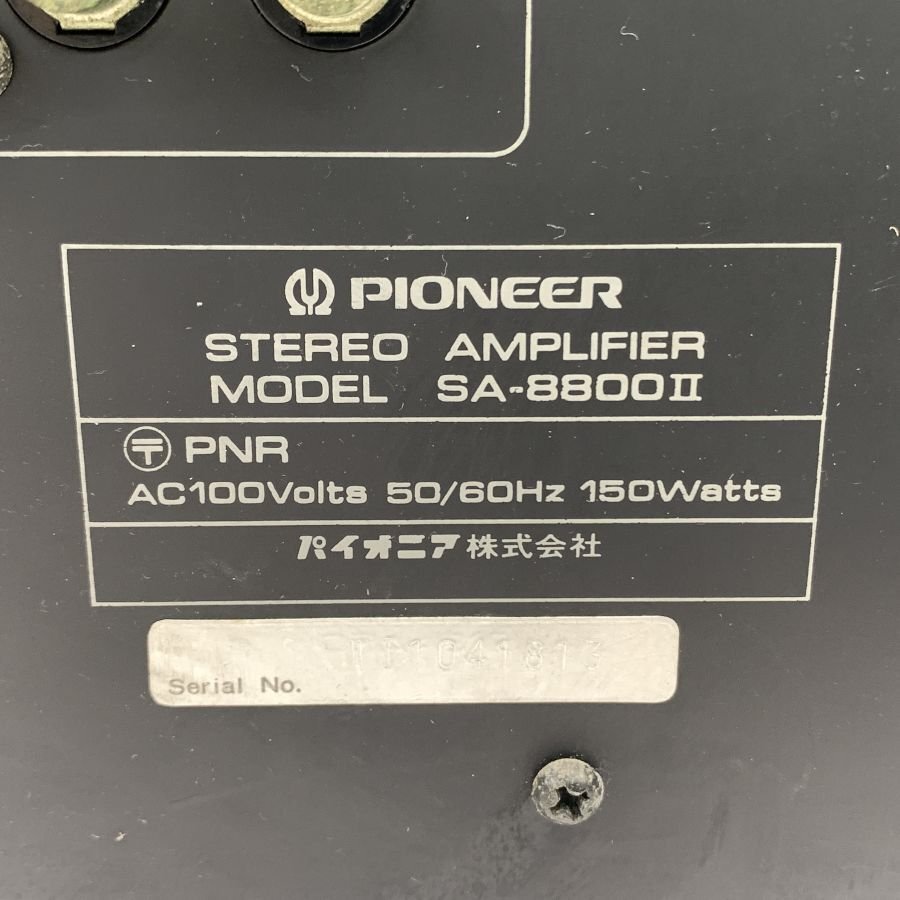 PIONEER
STEREO AMPLIFIER
MODEL SA-8800II
〒 PNR
AC100Volts 50/60Hz 150Watts
パイオニア株式会社
Serial No.